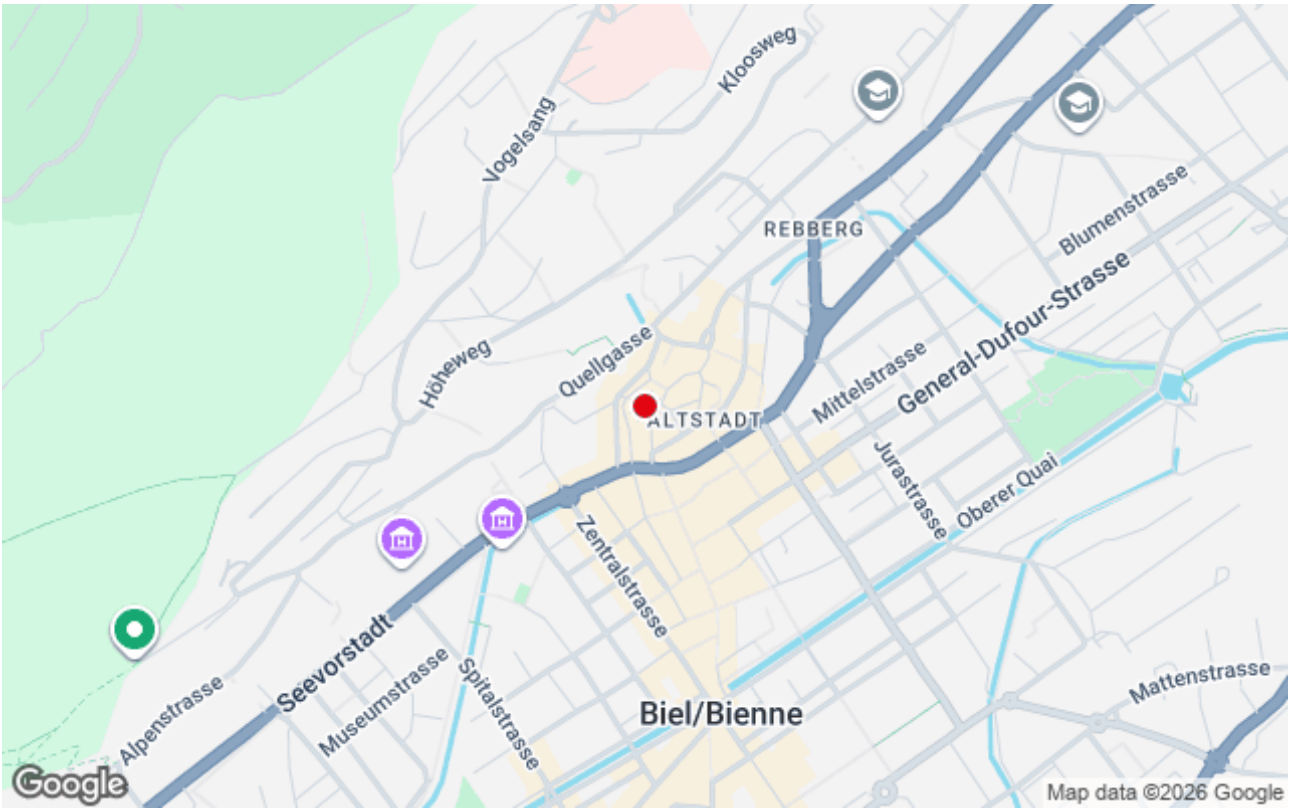 Kloosweg
Vogelsang
REBBERG
Blumenstrasse
General-Dufour-Strasse
Höheweg
Quellgasse
Mittelstrasse
ALTSTADT
Jurastrasse
Oberer Quai
Zentralstrasse
Seevorstadt
Museumstrasse
Spitalstrasse
Alpenstrasse
Mattenstrasse
Biel/Bienne
Google
Map data ©2026 Google